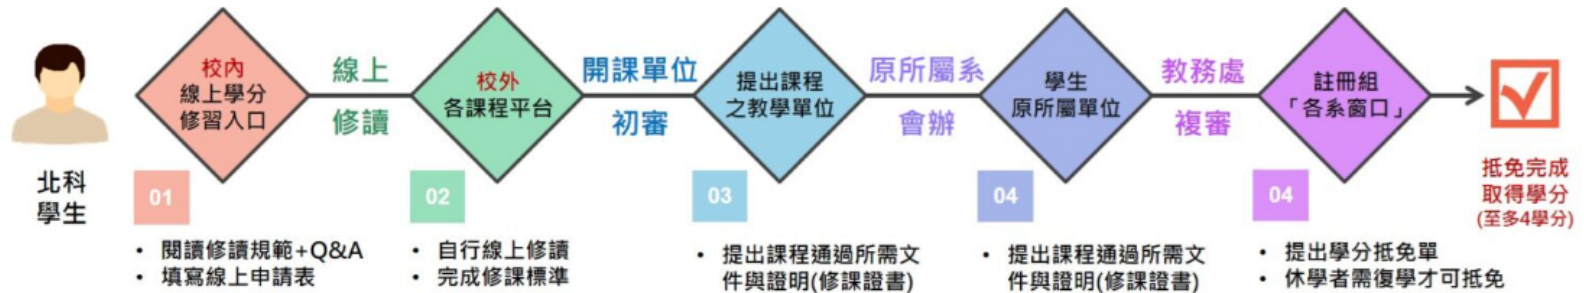 北科
學生
校內
線上學分
修習入口
01
• 閱讀修讀規範+Q&A
• 填寫線上申請表
線上
修讀
校外
各課程平台
02
• 自行線上修讀
• 完成修課標準
開課單位
初審
提出課程
之教學單位
03
• 提出課程通過所需文
件與證明(修課證書)
原所屬系
會辦
學生
原所屬單位
04
• 提出課程通過所需文
件與證明(修課證書)
教務處
複審
註冊組
「各系窗口」
04
• 提出學分抵免單
• 休學者需復學才可抵免
抵免完成
取得學分
(至多4學分)